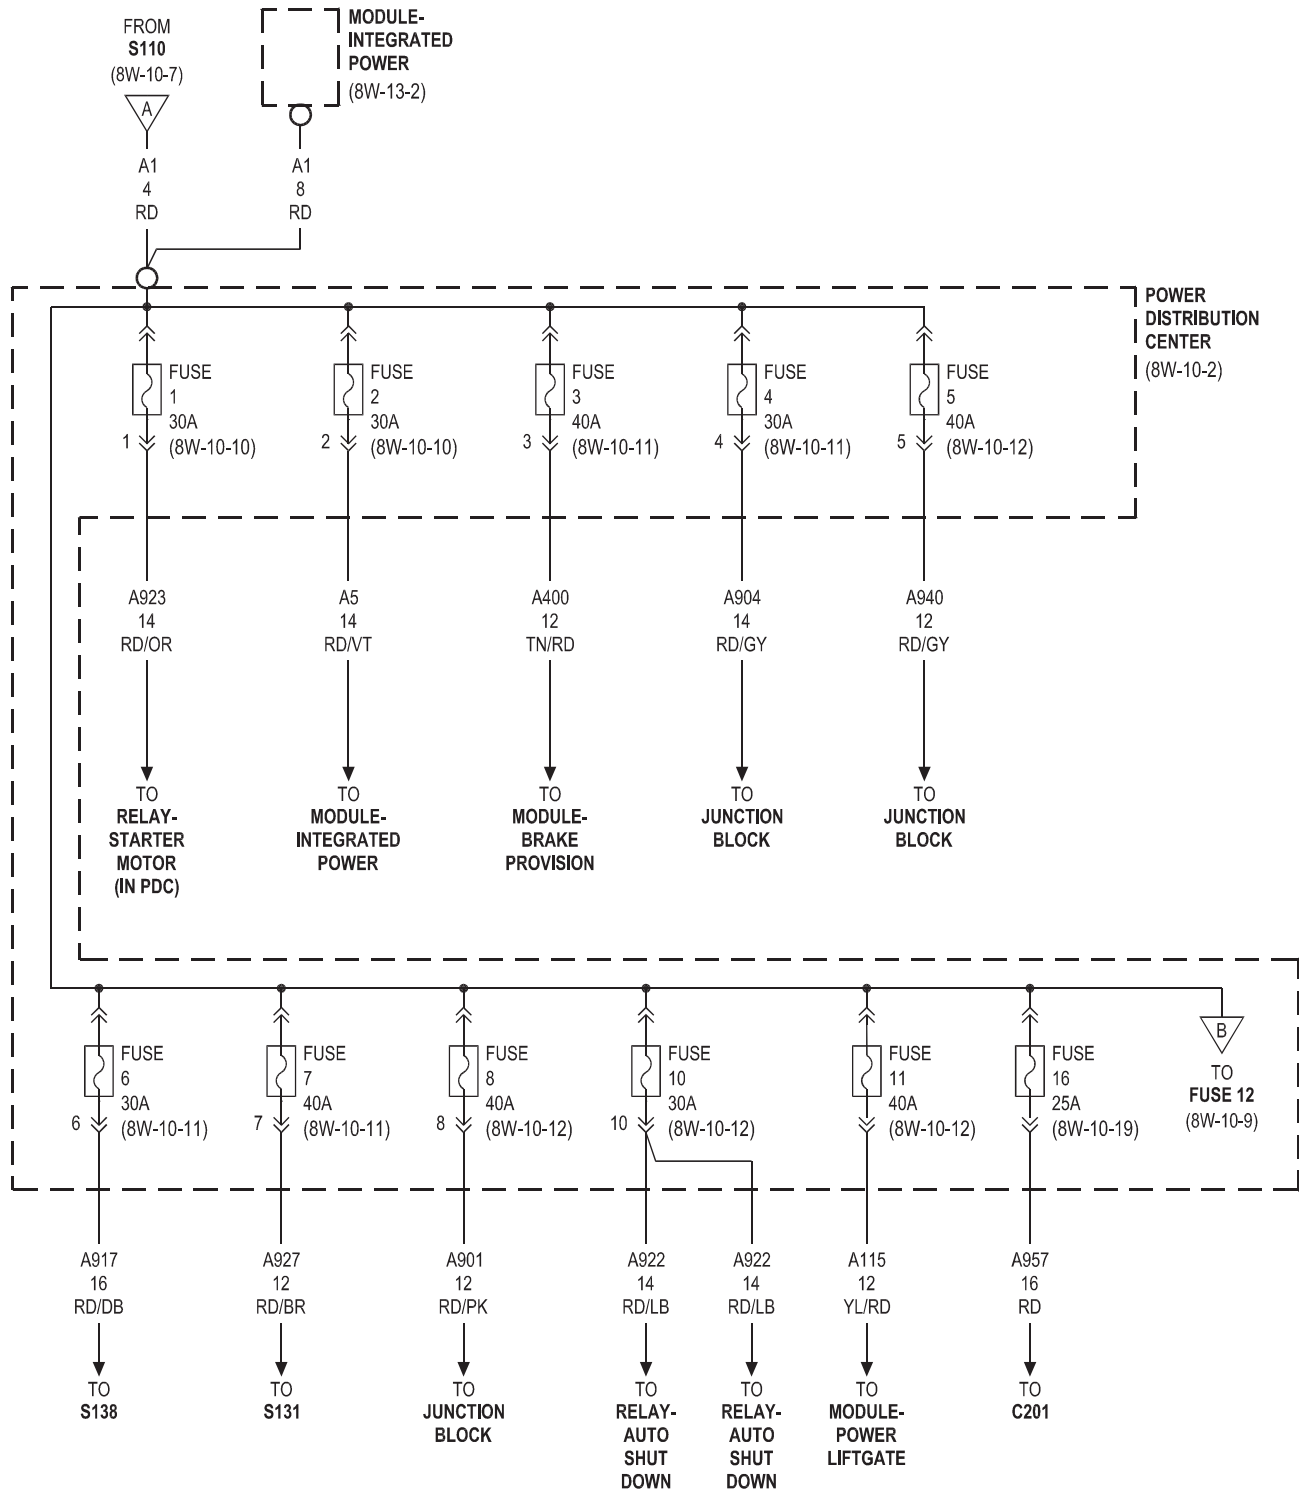 FROM
S110
(8W-10-7)
A
MODULE-
INTEGRATED
POWER
(8W-13-2)
A1
4
RD
A1
8
RD
POWER
DISTRIBUTION
CENTER
(8W-10-2)
FUSE
1
30A
(8W-10-10)
1
FUSE
2
30A
(8W-10-10)
2
FUSE
3
40A
(8W-10-11)
3
FUSE
4
30A
(8W-10-11)
4
FUSE
5
40A
(8W-10-12)
5
A923
14
RD/OR
TO
RELAY-
STARTER
MOTOR
(IN PDC)
A5
14
RD/VT
TO
MODULE-
INTEGRATED
POWER
A400
12
TN/RD
TO
MODULE-
BRAKE
PROVISION
A904
14
RD/GY
TO
JUNCTION
BLOCK
A940
12
RD/GY
TO
JUNCTION
BLOCK
FUSE
6
30A
(8W-10-11)
6
FUSE
7
40A
(8W-10-11)
7
FUSE
8
40A
(8W-10-12)
8
FUSE
10
30A
(8W-10-12)
10
FUSE
11
40A
(8W-10-12)
FUSE
16
25A
(8W-10-19)
B
TO
FUSE 12
(8W-10-9)
A917
16
RD/DB
TO
S138
A927
12
RD/BR
TO
S131
A901
12
RD/PK
TO
JUNCTION
BLOCK
A922
14
RD/LB
TO
RELAY-
AUTO
SHUT
DOWN
A922
14
RD/LB
TO
RELAY-
AUTO
SHUT
DOWN
A115
12
YL/RD
TO
MODULE-
POWER
LIFTGATE
A957
16
RD
TO
C201